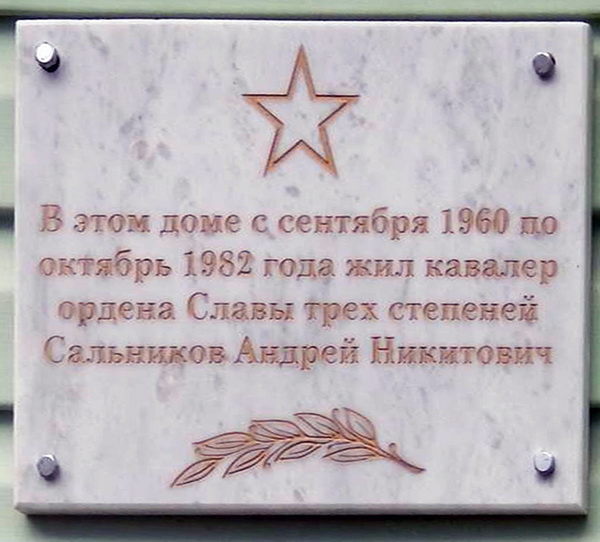 В этом доме с сентября 1960 по
октябрь 1982 года жил кавалер
ордена Славы трех степеней
Сальников Андрей Никитович